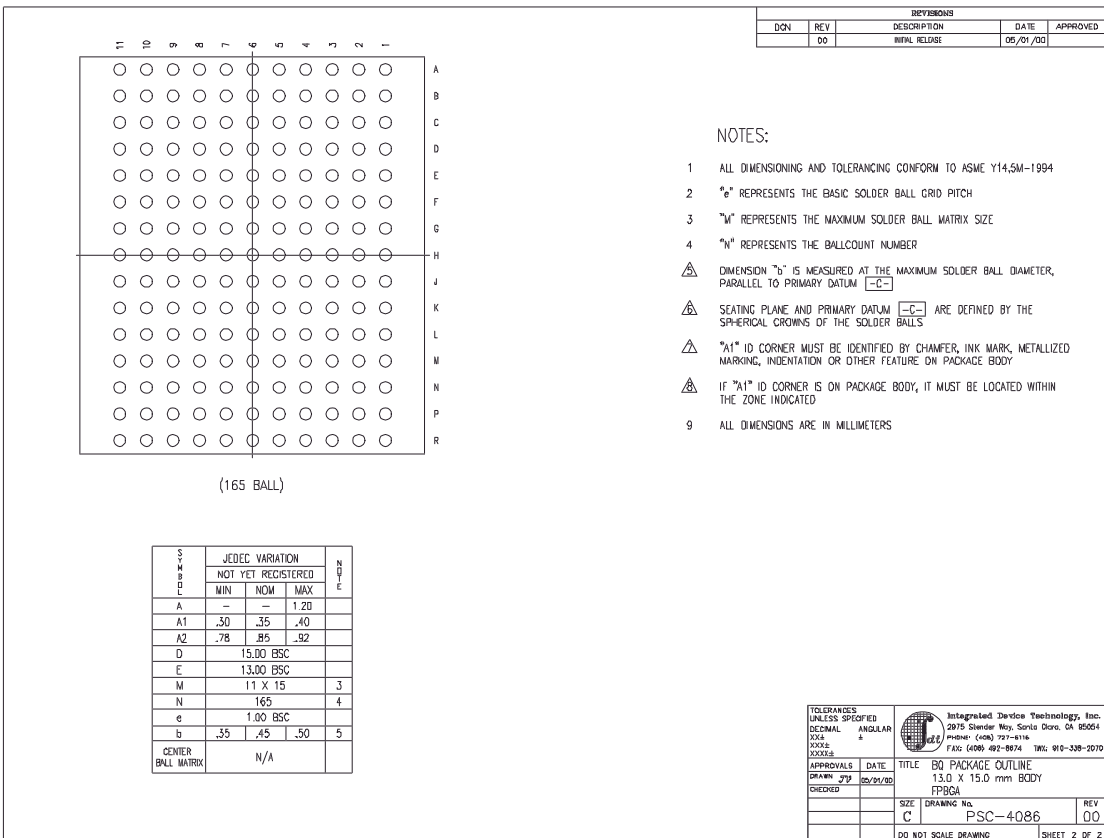 REVISIONS
DCN REV DESCRIPTION DATE APPROVED
00 INITIAL RELEASE 05/01/00
11 10 9 8 7 6 5 4 3 2 1
A
B
C
D
E
F
G
H
J
K
L
M
N
P
R
(165 BALL)
NOTES:
1 ALL DIMENSIONING AND TOLERANCING CONFORM TO ASME Y14.5M-1994
2 "e" REPRESENTS THE BASIC SOLDER BALL GRID PITCH
3 "M" REPRESENTS THE MAXIMUM SOLDER BALL MATRIX SIZE
4 "N" REPRESENTS THE BALLCOUNT NUMBER
5 DIMENSION "b" IS MEASURED AT THE MAXIMUM SOLDER BALL DIAMETER,
PARALLEL TO PRIMARY DATUM -C-
6 SEATING PLANE AND PRIMARY DATUM -C- ARE DEFINED BY THE
SPHERICAL CROWNS OF THE SOLDER BALLS
7 "A1" ID CORNER MUST BE IDENTIFIED BY CHAMFER, INK MARK, METALLIZED
MARKING, INDENTATION OR OTHER FEATURE ON PACKAGE BODY
8 IF "A1" ID CORNER IS ON PACKAGE BODY, IT MUST BE LOCATED WITHIN
THE ZONE INDICATED
9 ALL DIMENSIONS ARE IN MILLIMETERS
SYMBOL JEDEC VARIATION NOTE
NOT YET REGISTERED
MIN NOM MAX
A – – 1.20
A1 .30 .35 .40
A2 .78 .85 .92
D 15.00 BSC
E 13.00 BSC
M 11 X 15 3
N 165 4
e 1.00 BSC
b .35 .45 .50 5
CENTER
BALL MATRIX N/A
TOLERANCES
UNLESS SPECIFIED
DECIMAL ANGULAR
XX± ±
XXX±
XXXX±
idt
Integrated Device Technology, Inc.
2975 Stender Way, Santa Clara, CA 95054
PHONE: (408) 727-6116
FAX: (408) 492-8674 TWX: 910-338-2070
APPROVALS DATE
DRAWN 05/01/00
CHECKED
TITLE BQ PACKAGE OUTLINE
13.0 X 15.0 mm BODY
FPBGA
SIZE DRAWING No. REV
C PSC-4086 00
DO NOT SCALE DRAWING SHEET 2 OF 2